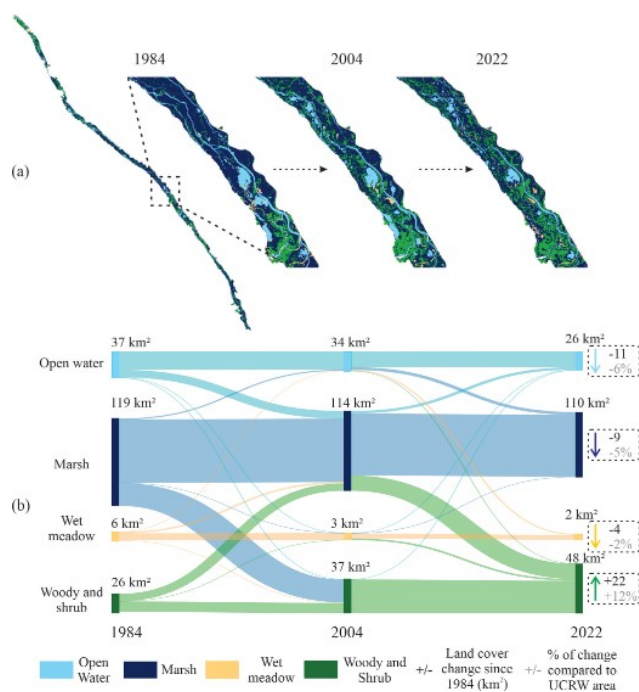 1984
2004
2022
(a)
37 km²
34 km²
26 km²
Open water
-11
-6%
119 km²
114 km²
110 km²
Marsh
-9
-5%
(b)
Wet
meadow
6 km²
3 km²
2 km²
-4
-2%
48 km²
37 km²
26 km²
Woody and
shrub
+22
+12%
1984
2004
2022
Open
Water
Marsh
Wet
meadow
Woody and
Shrub
+/-
Land cover
change since
1984 (km²)
+/-
% of change
compared to
UCRW area